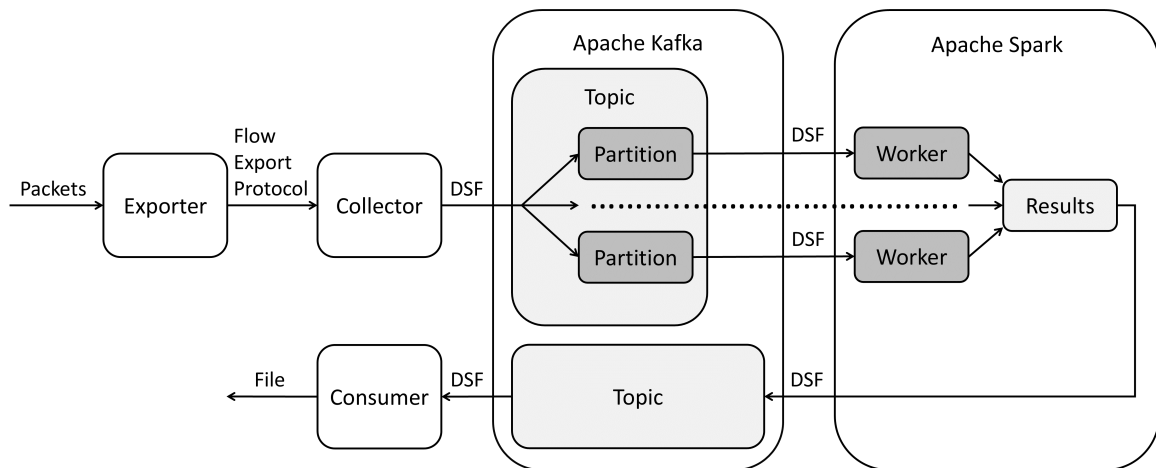 Apache Kafka
Apache Spark
Topic
Flow
Export
Protocol
DSF
Partition
Worker
Packets
Exporter
Collector
DSF
Results
DSF
Partition
Worker
File
Consumer
DSF
Topic
DSF